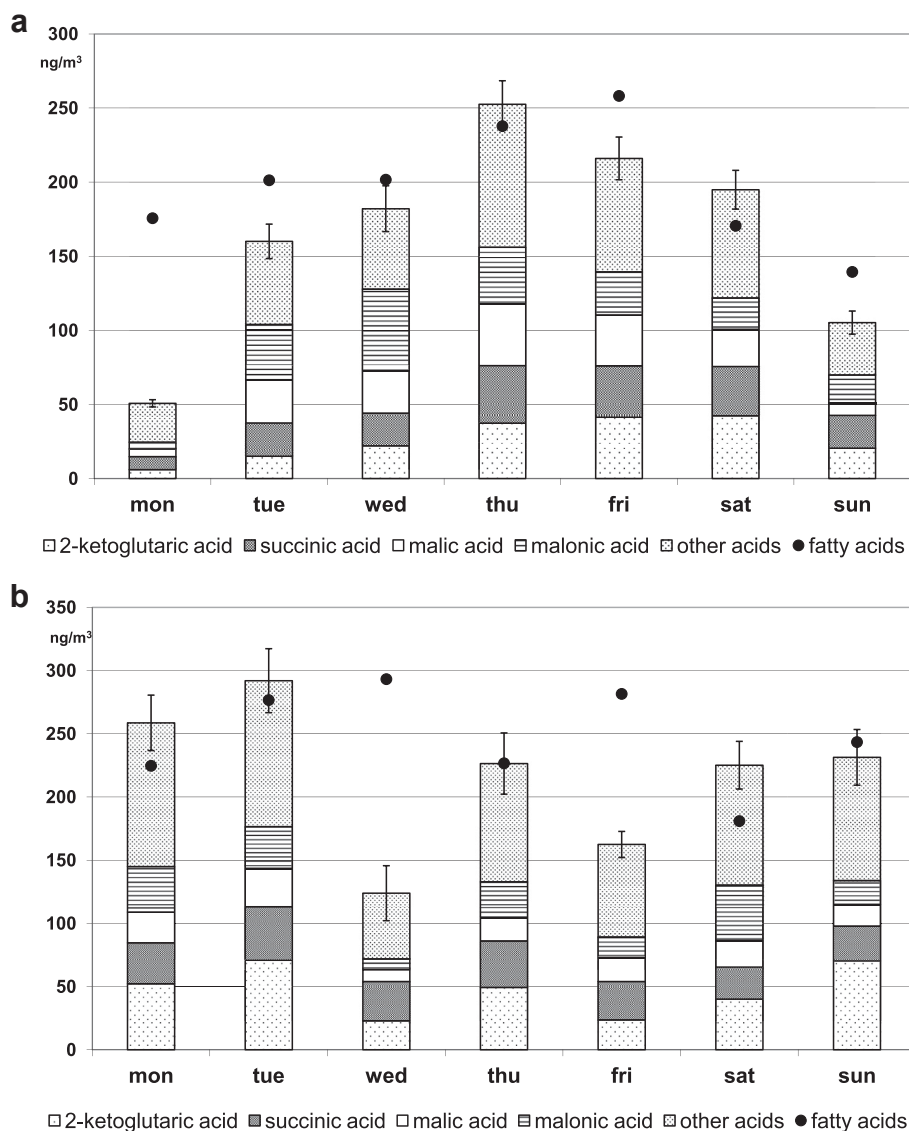 a
300
ng/m³
250
200
150
100
50
0
mon tue wed thu fri sat sun
2-ketoglutaric acid succinic acid malic acid malonic acid other acids fatty acids
b
350
ng/m³
300
250
200
150
100
50
0
mon tue wed thu fri sat sun
2-ketoglutaric acid succinic acid malic acid malonic acid other acids fatty acids